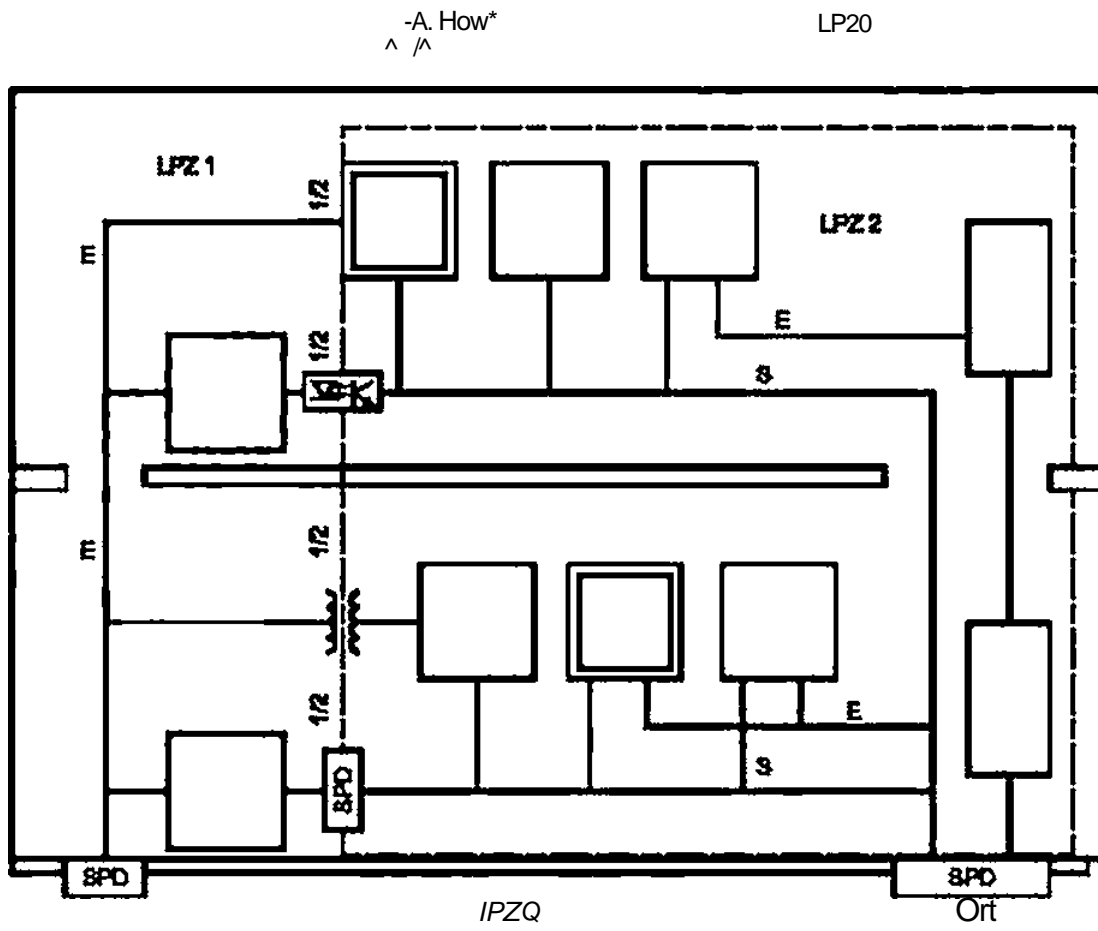 -A. How*
^ /^
LP20
LPZ 1
1/2
LPZ 2
E
E
1/2
S
E
1/2
1/2
E
S
SPD
SPD
SPD
IPZQ
Ort